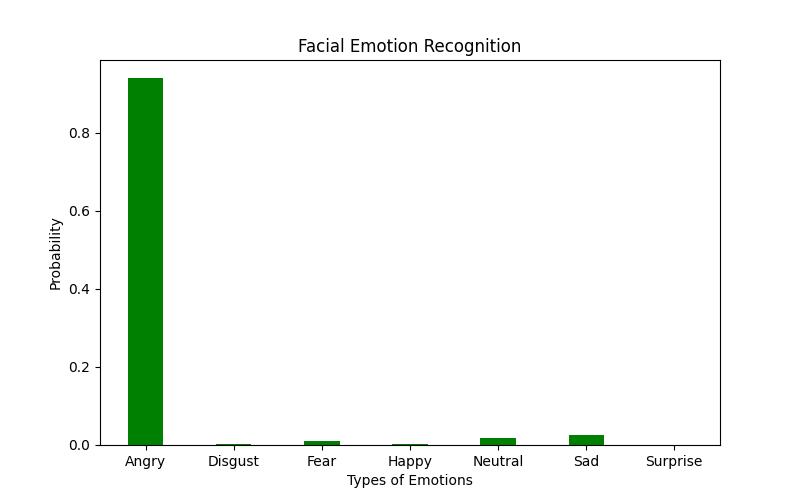 Facial Emotion Recognition
Probability
0.8
0.6
0.4
0.2
0.0
Angry Disgust Fear Happy Neutral Sad Surprise
Types of Emotions